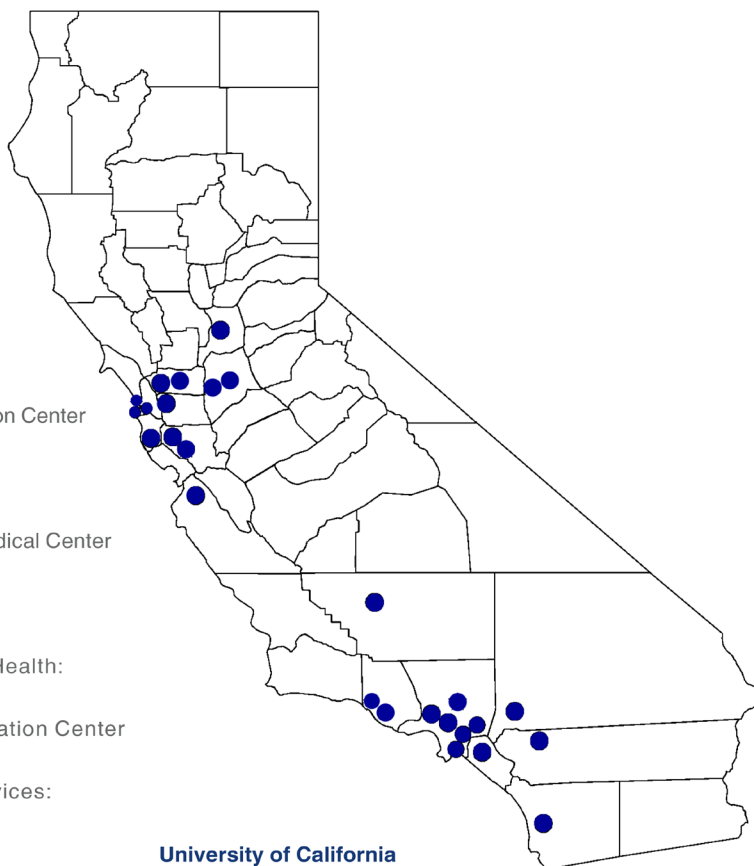 on Center
dical Center
Health:
ation Center
vices:
University of California